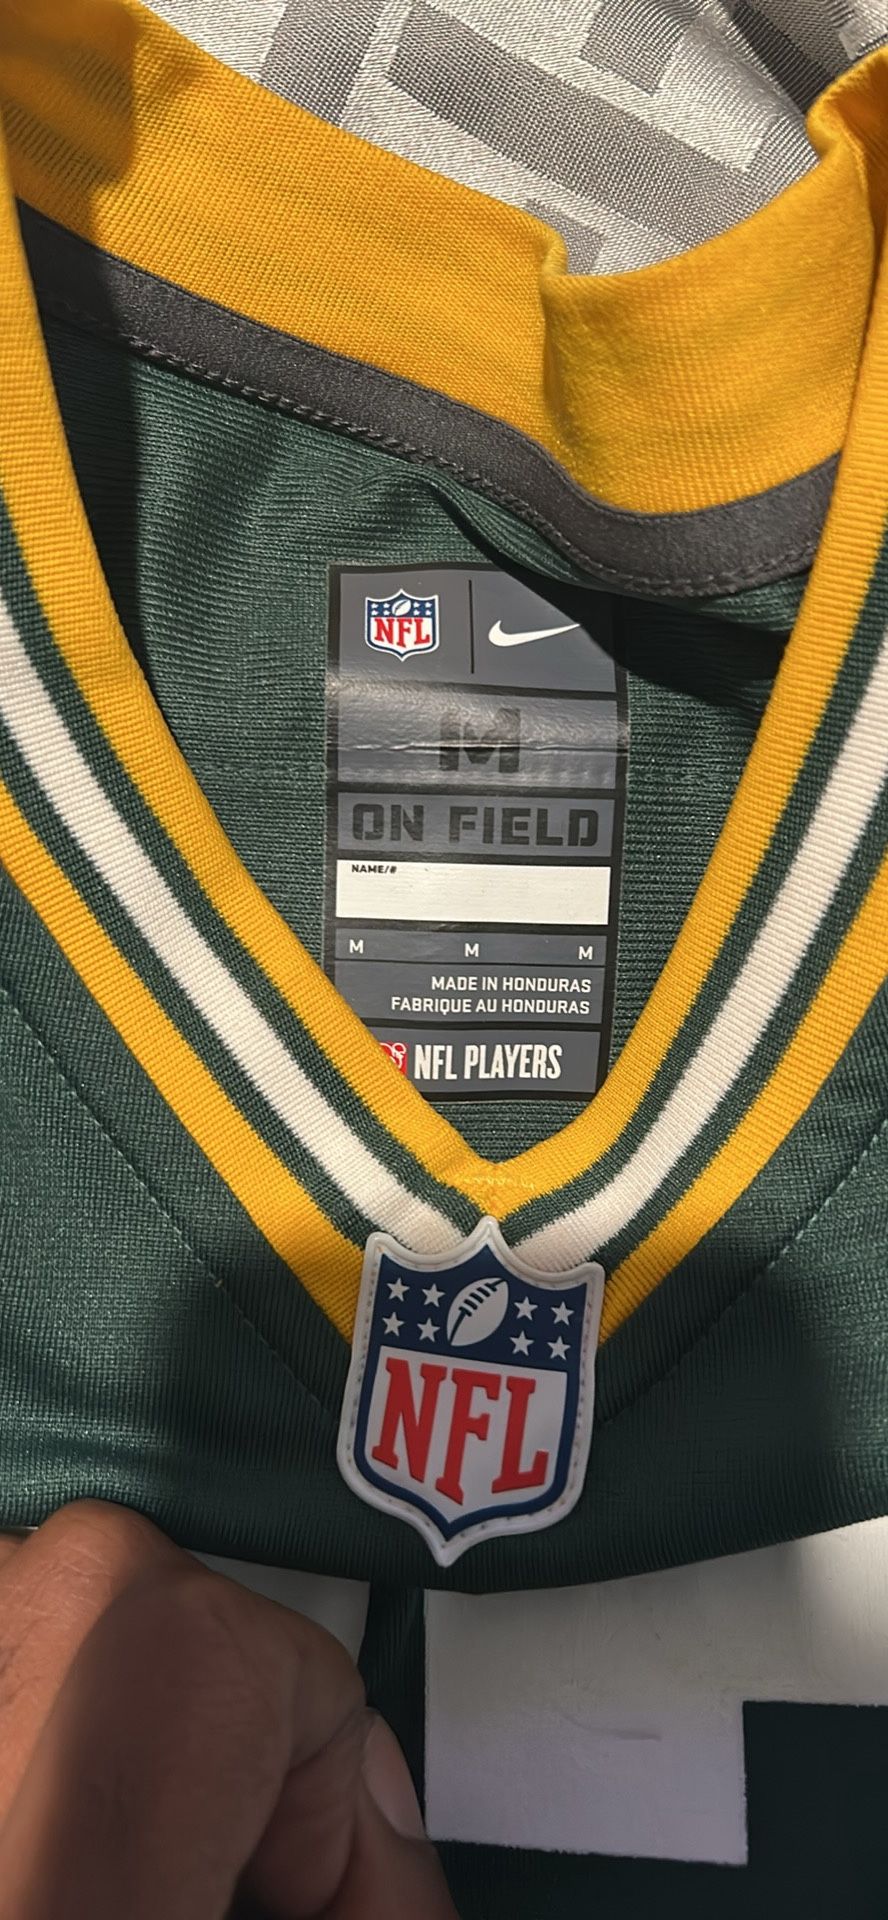 NFL
M
ON FIELD
NAME/#
M M M
MADE IN HONDURAS
FABRIQUE AU HONDURAS
NFL PLAYERS
NFL